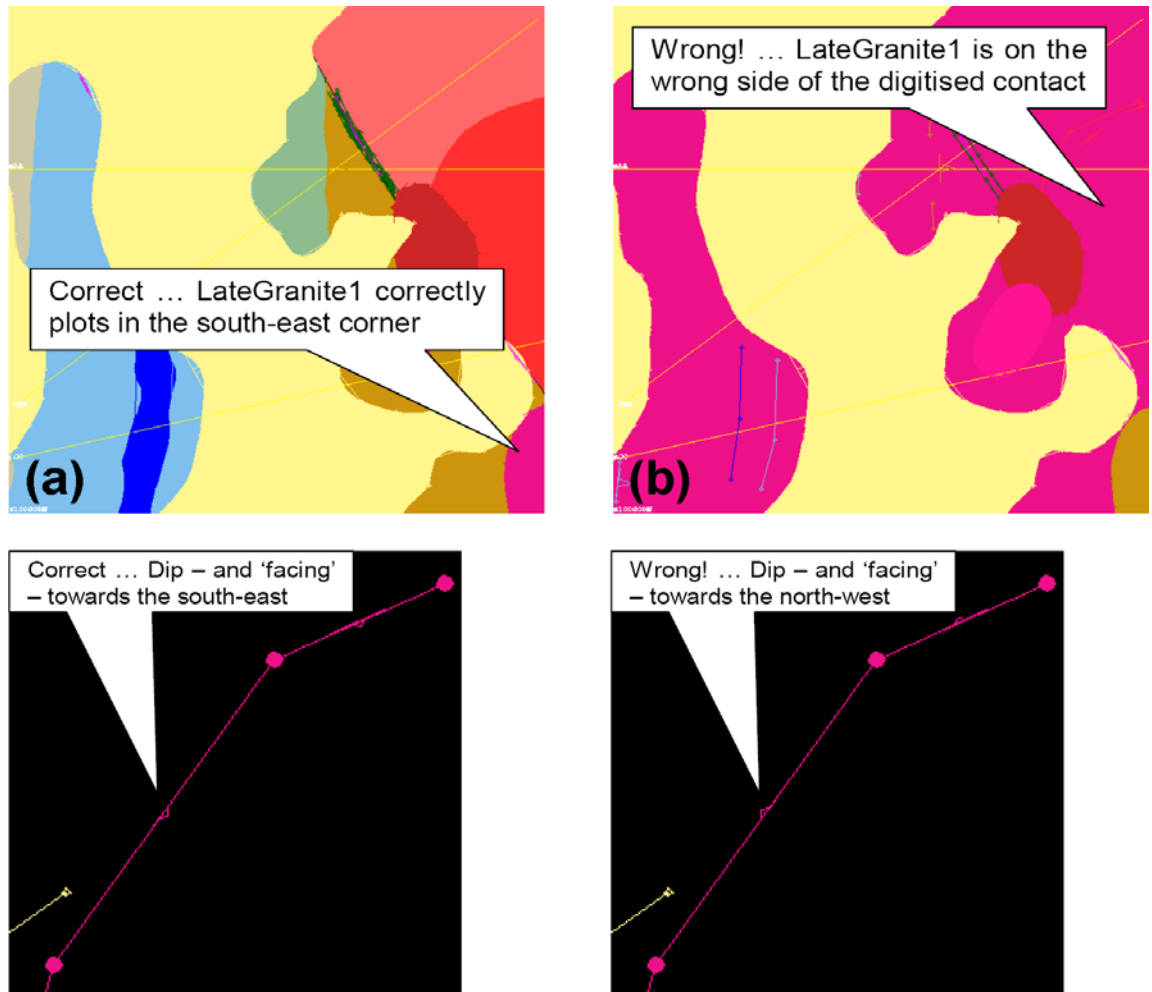 Correct … LateGranite1 correctly
plots in the south-east corner
(a)
Wrong! … LateGranite1 is on the
wrong side of the digitised contact
(b)
Correct … Dip – and ‘facing’
– towards the south-east
Wrong! … Dip – and ‘facing’
– towards the north-west